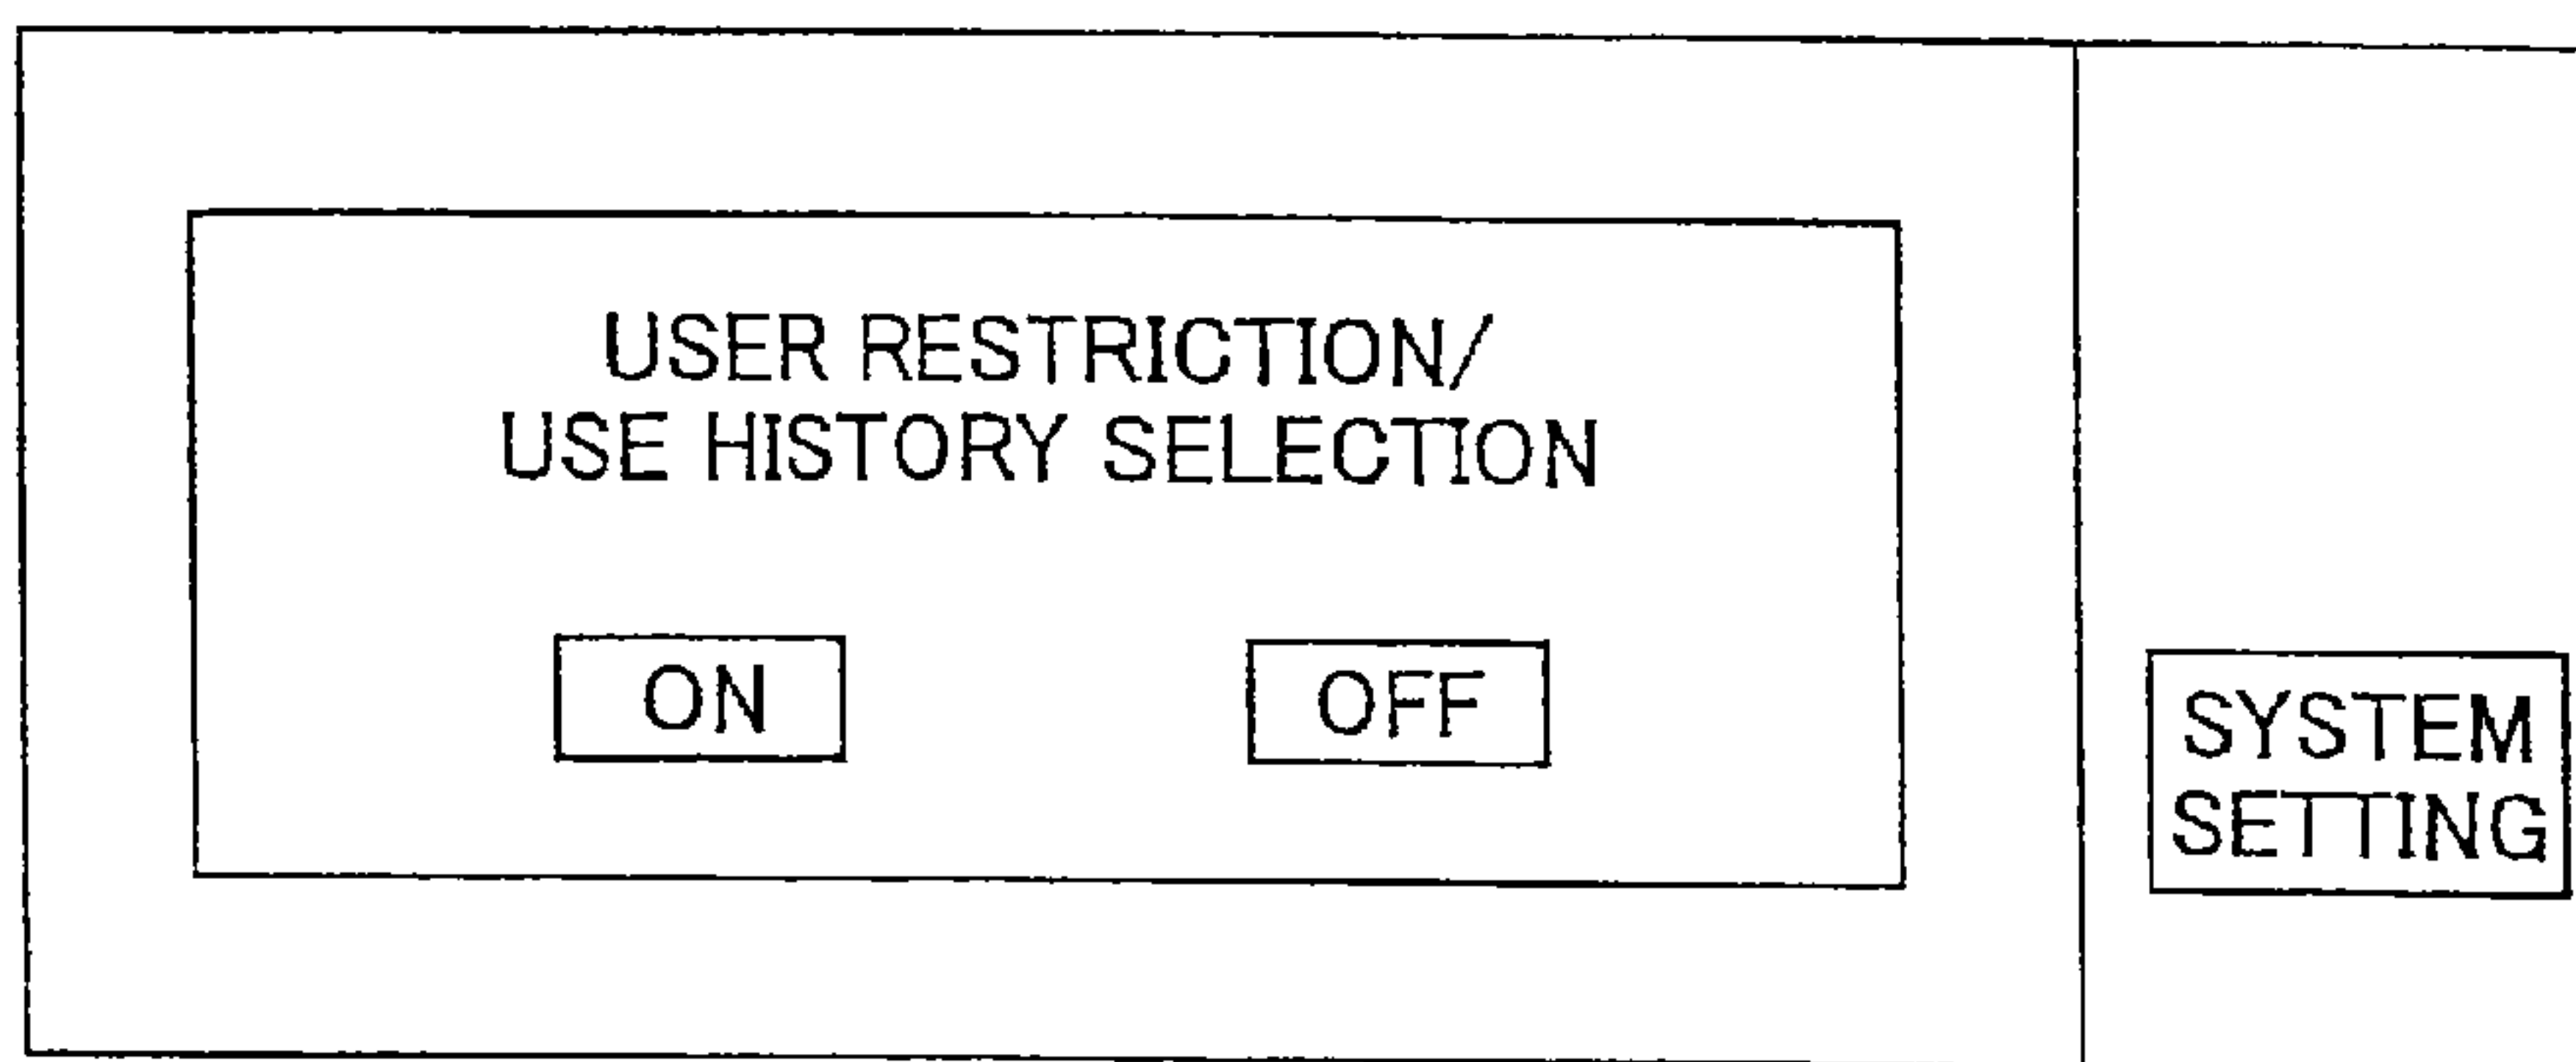 USER RESTRICTION/
USE HISTORY SELECTION
ON OFF
SYSTEM
SETTING